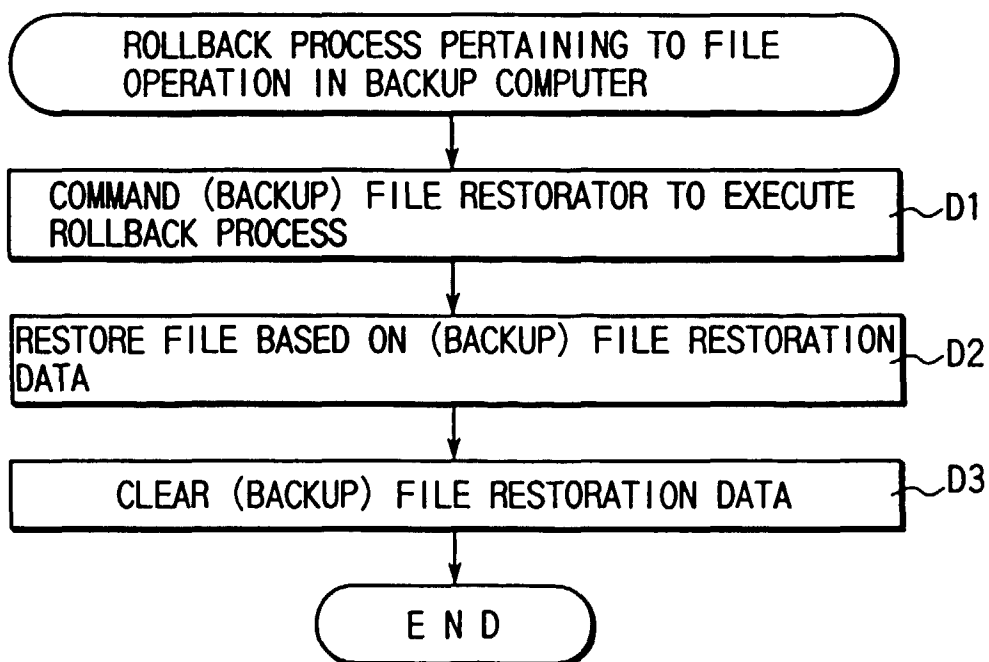 ROLLBACK PROCESS PERTAINING TO FILE
OPERATION IN BACKUP COMPUTER
COMMAND (BACKUP) FILE RESTORATOR TO EXECUTE
ROLLBACK PROCESS
D1
RESTORE FILE BASED ON (BACKUP) FILE RESTORATION
DATA
D2
CLEAR (BACKUP) FILE RESTORATION DATA
D3
END